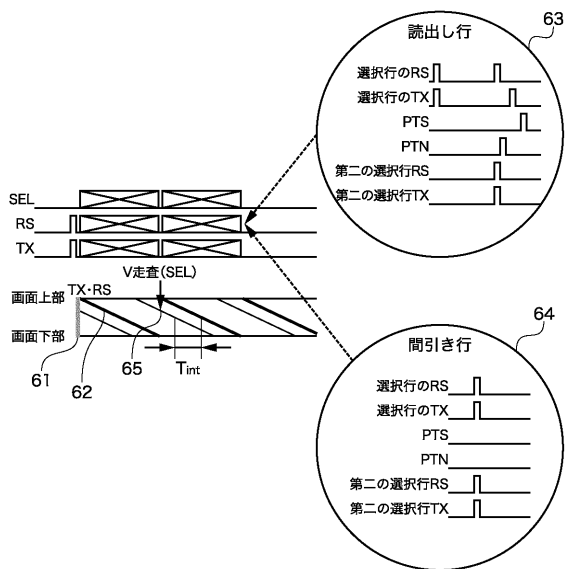 読出し行
63
選択行のRS
選択行のTX
PTS
PTN
第二の選択行RS
第二の選択行TX
SEL
RS
TX
V走査(SEL)
画面上部
TX・RS
画面下部
61
62
65
Tint
間引き行
64
選択行のRS
選択行のTX
PTS
PTN
第二の選択行RS
第二の選択行TX